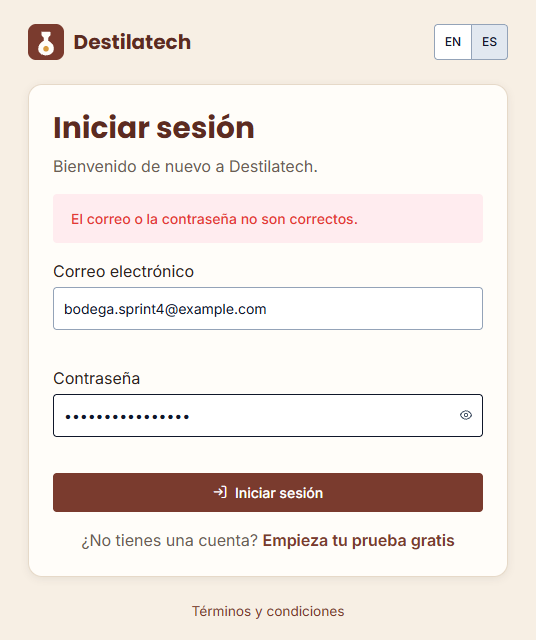 Destilatech
EN ES
Iniciar sesión
Bienvenido de nuevo a Destilatech.
El correo o la contraseña no son correctos.
Correo electrónico
bodega.sprint4@example.com
Contraseña
••••••••••••••••
Iniciar sesión
¿No tienes una cuenta? Empieza tu prueba gratis
Términos y condiciones